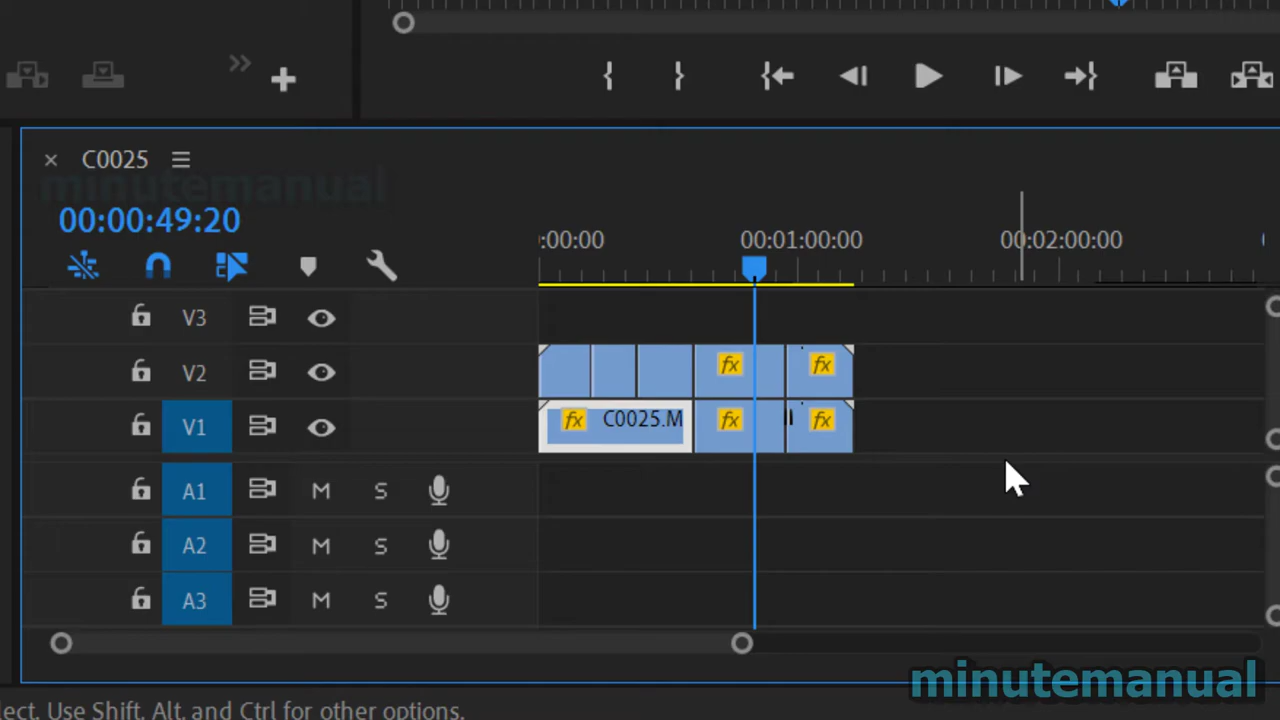 C0025
minutemanual
00:00:49:20
:00:00 00:01:00:00 00:02:00:00
V3
V2 fx fx
V1 fx C0025.M fx fx
A1 M S
A2 M S
A3 M S
minutemanual
lect. Use Shift, Alt, and Ctrl for other options.